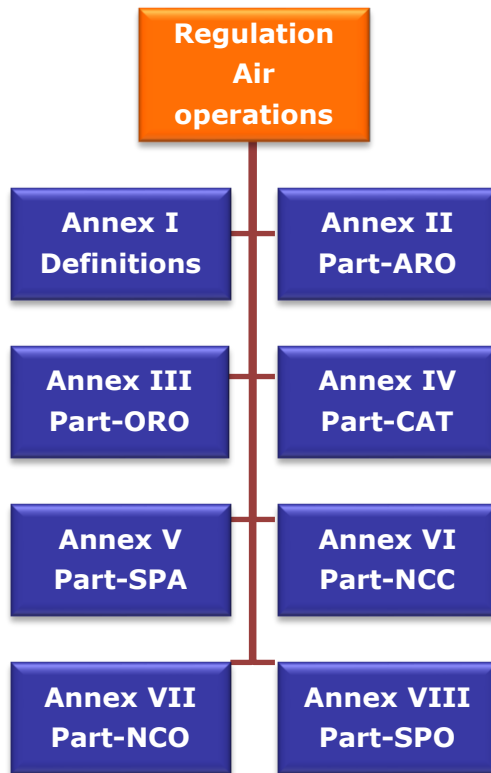 Regulation
Air
operations
Annex I
Definitions
Annex II
Part-ARO
Annex III
Part-ORO
Annex IV
Part-CAT
Annex V
Part-SPA
Annex VI
Part-NCC
Annex VII
Part-NCO
Annex VIII
Part-SPO